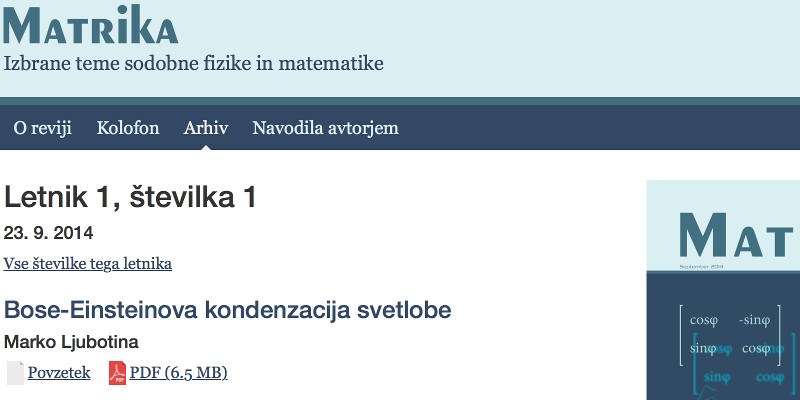 MATRIKA
Izbrane teme sodobne fizike in matematike
O reviji Kolofon Arhiv Navodila avtorjem
Letnik 1, številka 1
23. 9. 2014
Vse številke tega letnika
Bose-Einsteinova kondenzacija svetlobe
Marko Ljubotina
Povzetek PDF (6.5 MB)
MAT
September 2014
cosφ -sinφ
sinφ cosφ
cosφ -sinφ
sinφ cosφ